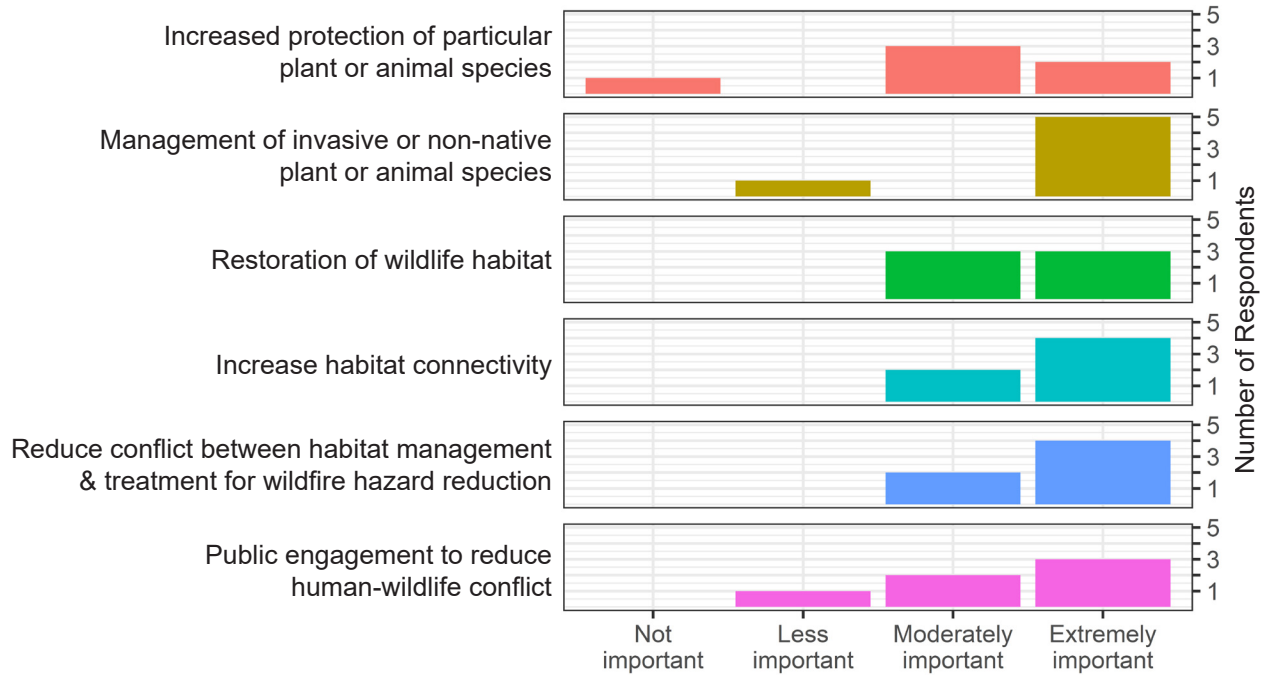 Increased protection of particular
plant or animal species
5
3
1
Management of invasive or non-native
plant or animal species
5
3
1
Restoration of wildlife habitat
5
3
1
Increase habitat connectivity
5
3
1
Reduce conflict between habitat management
& treatment for wildfire hazard reduction
5
3
1
Public engagement to reduce
human-wildlife conflict
5
3
1
Number of Respondents
Not
important
Less
important
Moderately
important
Extremely
important